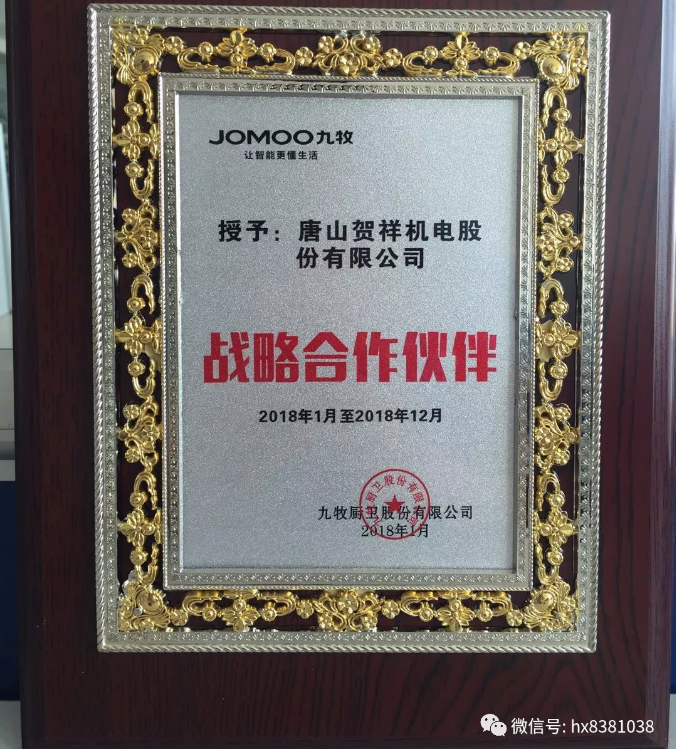 JOMOO九牧
让智能更懂生活
授予：唐山贺祥机电股
份有限公司
战略合作伙伴
2018年1月至2018年12月
九牧厨卫股份有限公司
2018年1月
微信号: hx8381038